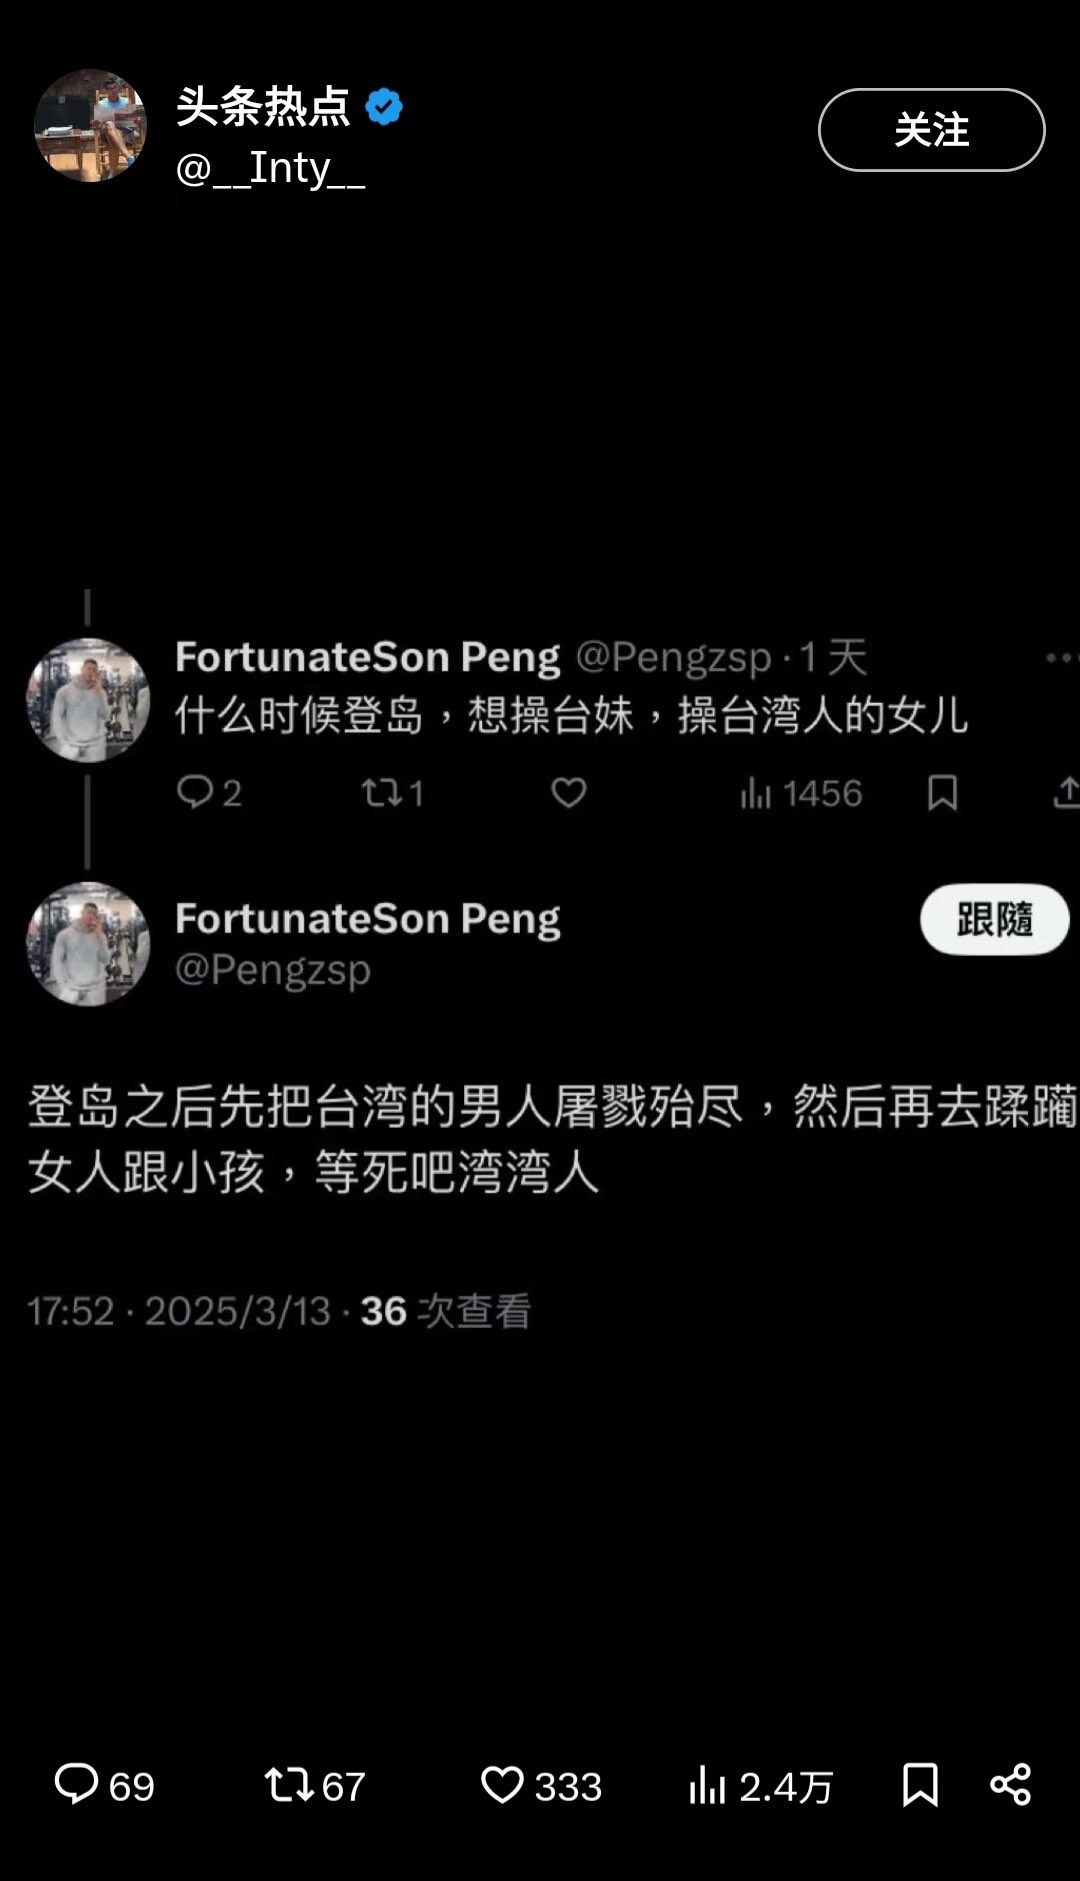 头条热点
@__Inty__
关注
FortunateSon Peng @Pengzsp · 1 天
什么时候登岛，想操台妹，操台湾人的女儿
2 1 1456
FortunateSon Peng
@Pengzsp
跟隨
登岛之后先把台湾的男人屠戮殆尽，然后再去蹂躏
女人跟小孩，等死吧湾湾人
17:52 · 2025/3/13 · 36 次查看
69 67 333 2.4万